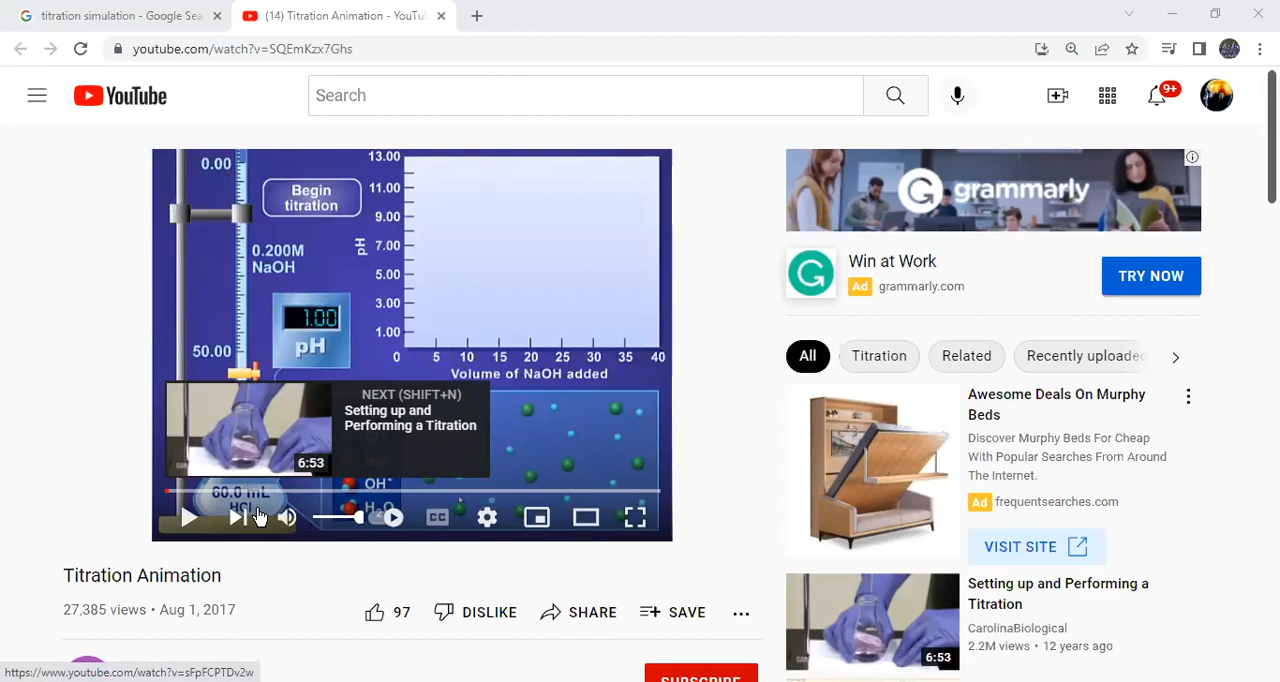 titration simulation - Google Sea
(14) Titration Animation - YouTu
youtube.com/watch?v=SQEmKzx7Ghs
YouTube
Search
9+
0.00
Begin
titration
0.200M
NaOH
1.00
pH
50.00
pH
13.00
11.00
9.00
7.00
5.00
3.00
1.00
0 5 10 15 20 25 30 35 40
Volume of NaOH added
NEXT (SHIFT+N)
Setting up and
Performing a Titration
6:53
60.0 mL
HCl
OH-
H₂O
CC
Titration Animation
27,385 views • Aug 1, 2017
97
DISLIKE
SHARE
SAVE
SUBSCRIBE
https://www.youtube.com/watch?v=sFpFCPTDv2w
grammarly
Win at Work
Ad grammarly.com
TRY NOW
All
Titration
Related
Recently uploaded
Awesome Deals On Murphy
Beds
Discover Murphy Beds For Cheap
With Popular Searches From Around
The Internet.
Ad frequentsearches.com
VISIT SITE
Setting up and Performing a
Titration
CarolinaBiological
2.2M views • 12 years ago
6:53